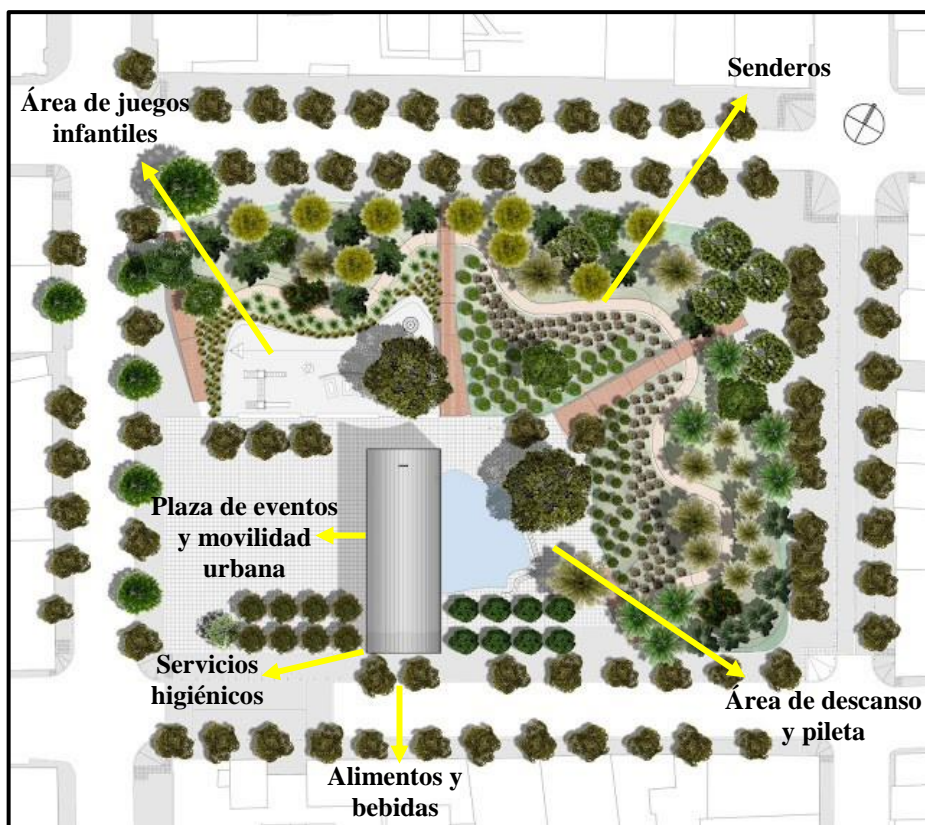 Senderos
Área de juegos
infantiles
Plaza de eventos
y movilidad
urbana
Servicios
higiénicos
Área de descanso
y pileta
Alimentos y
bebidas